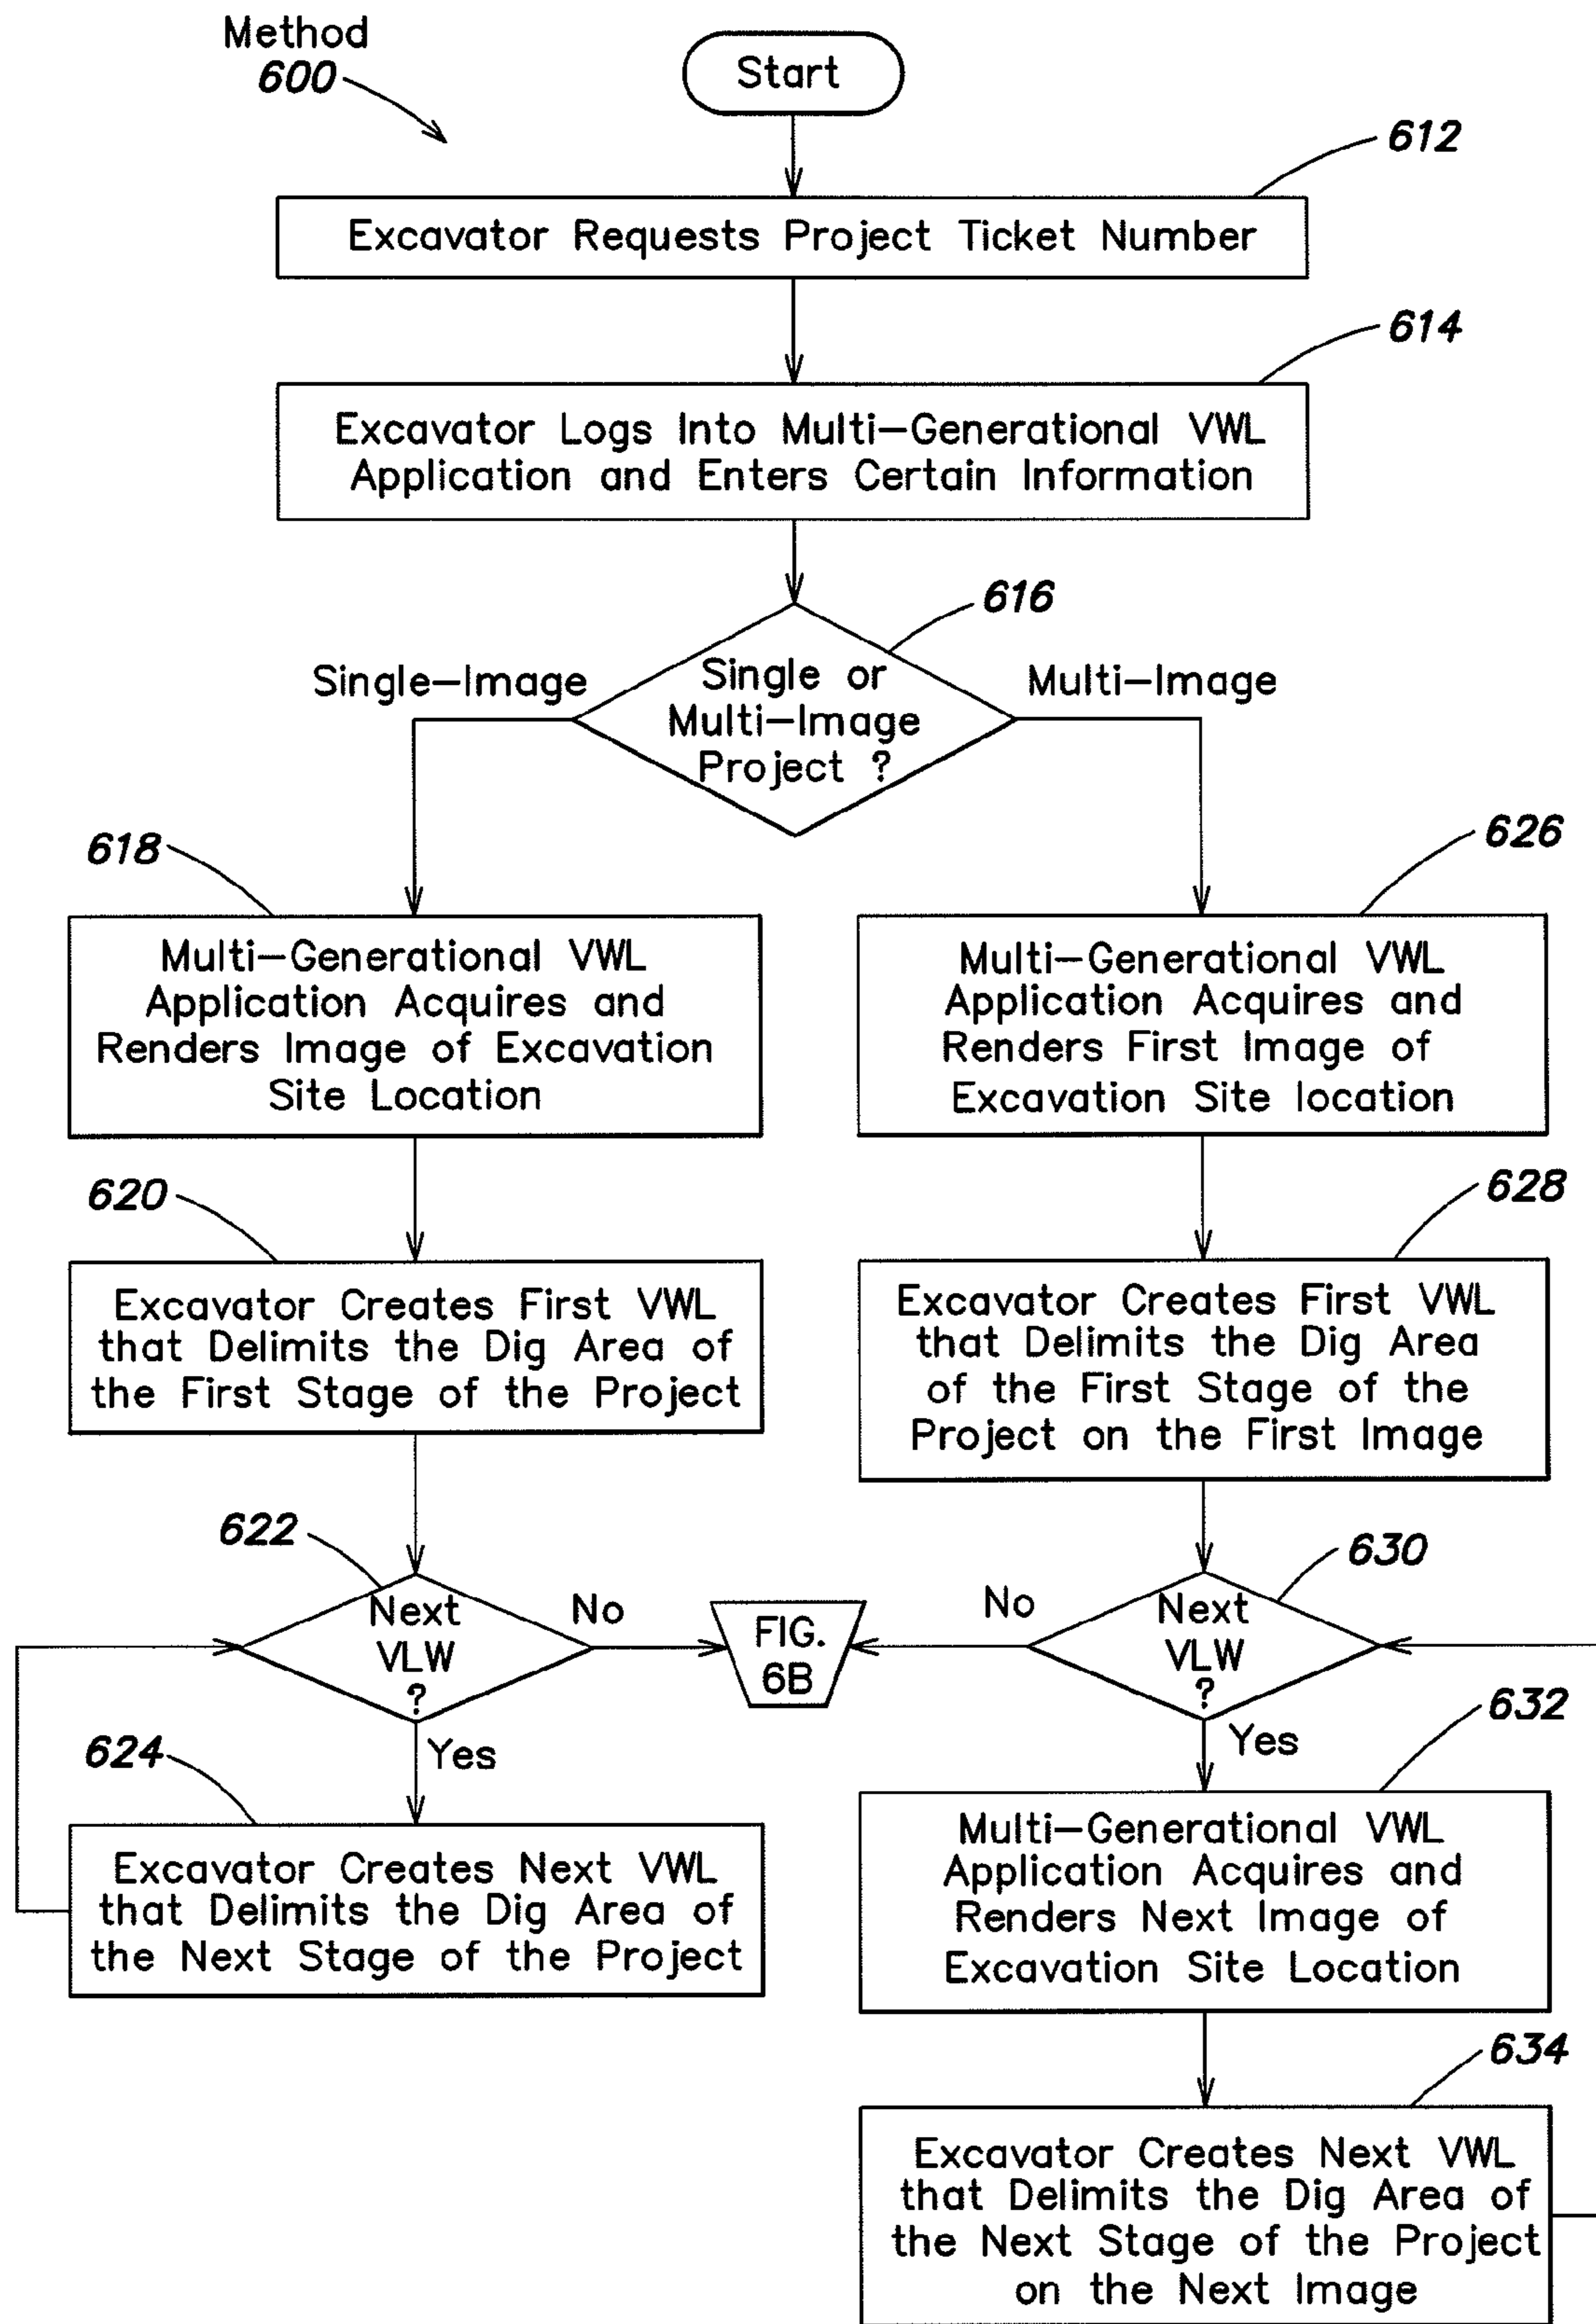 Method
600
Start
612
Excavator Requests Project Ticket Number
614
Excavator Logs Into Multi-Generational VWL
Application and Enters Certain Information
616
Single-Image
Single or
Multi-Image
Project ?
Multi-Image
618
Multi-Generational VWL
Application Acquires and
Renders Image of Excavation
Site Location
626
Multi-Generational VWL
Application Acquires and
Renders First Image of
Excavation Site location
620
Excavator Creates First VWL
that Delimits the Dig Area of
the First Stage of the Project
628
Excavator Creates First VWL
that Delimits the Dig Area
of the First Stage of the
Project on the First Image
622
Next
VLW
?
No
Yes
FIG.
6B
630
No
Next
VLW
?
Yes
624
Excavator Creates Next VWL
that Delimits the Dig Area of
the Next Stage of the Project
632
Multi-Generational VWL
Application Acquires and
Renders Next Image of
Excavation Site Location
634
Excavator Creates Next VWL
that Delimits the Dig Area of
the Next Stage of the Project
on the Next Image